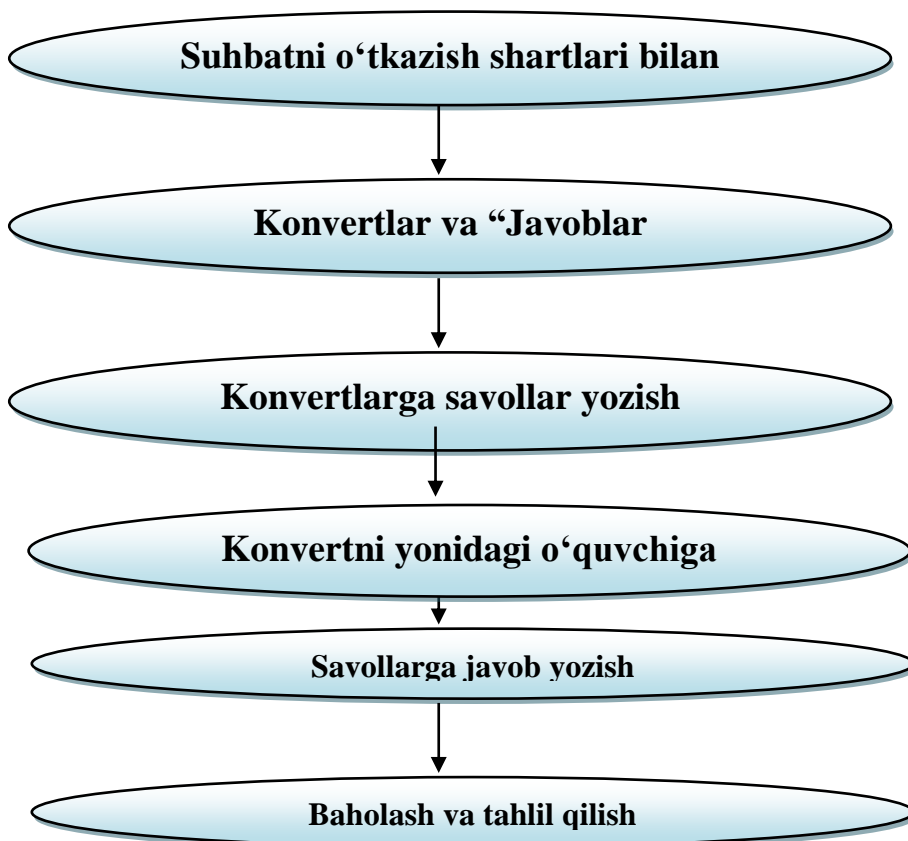 Suhbatni o‘tkazish shartlari bilan
Konvertlar va “Javoblar
Konvertlarga savollar yozish
Konvertni yonidagi o‘quvchiga
Savollarga javob yozish
Baholash va tahlil qilish